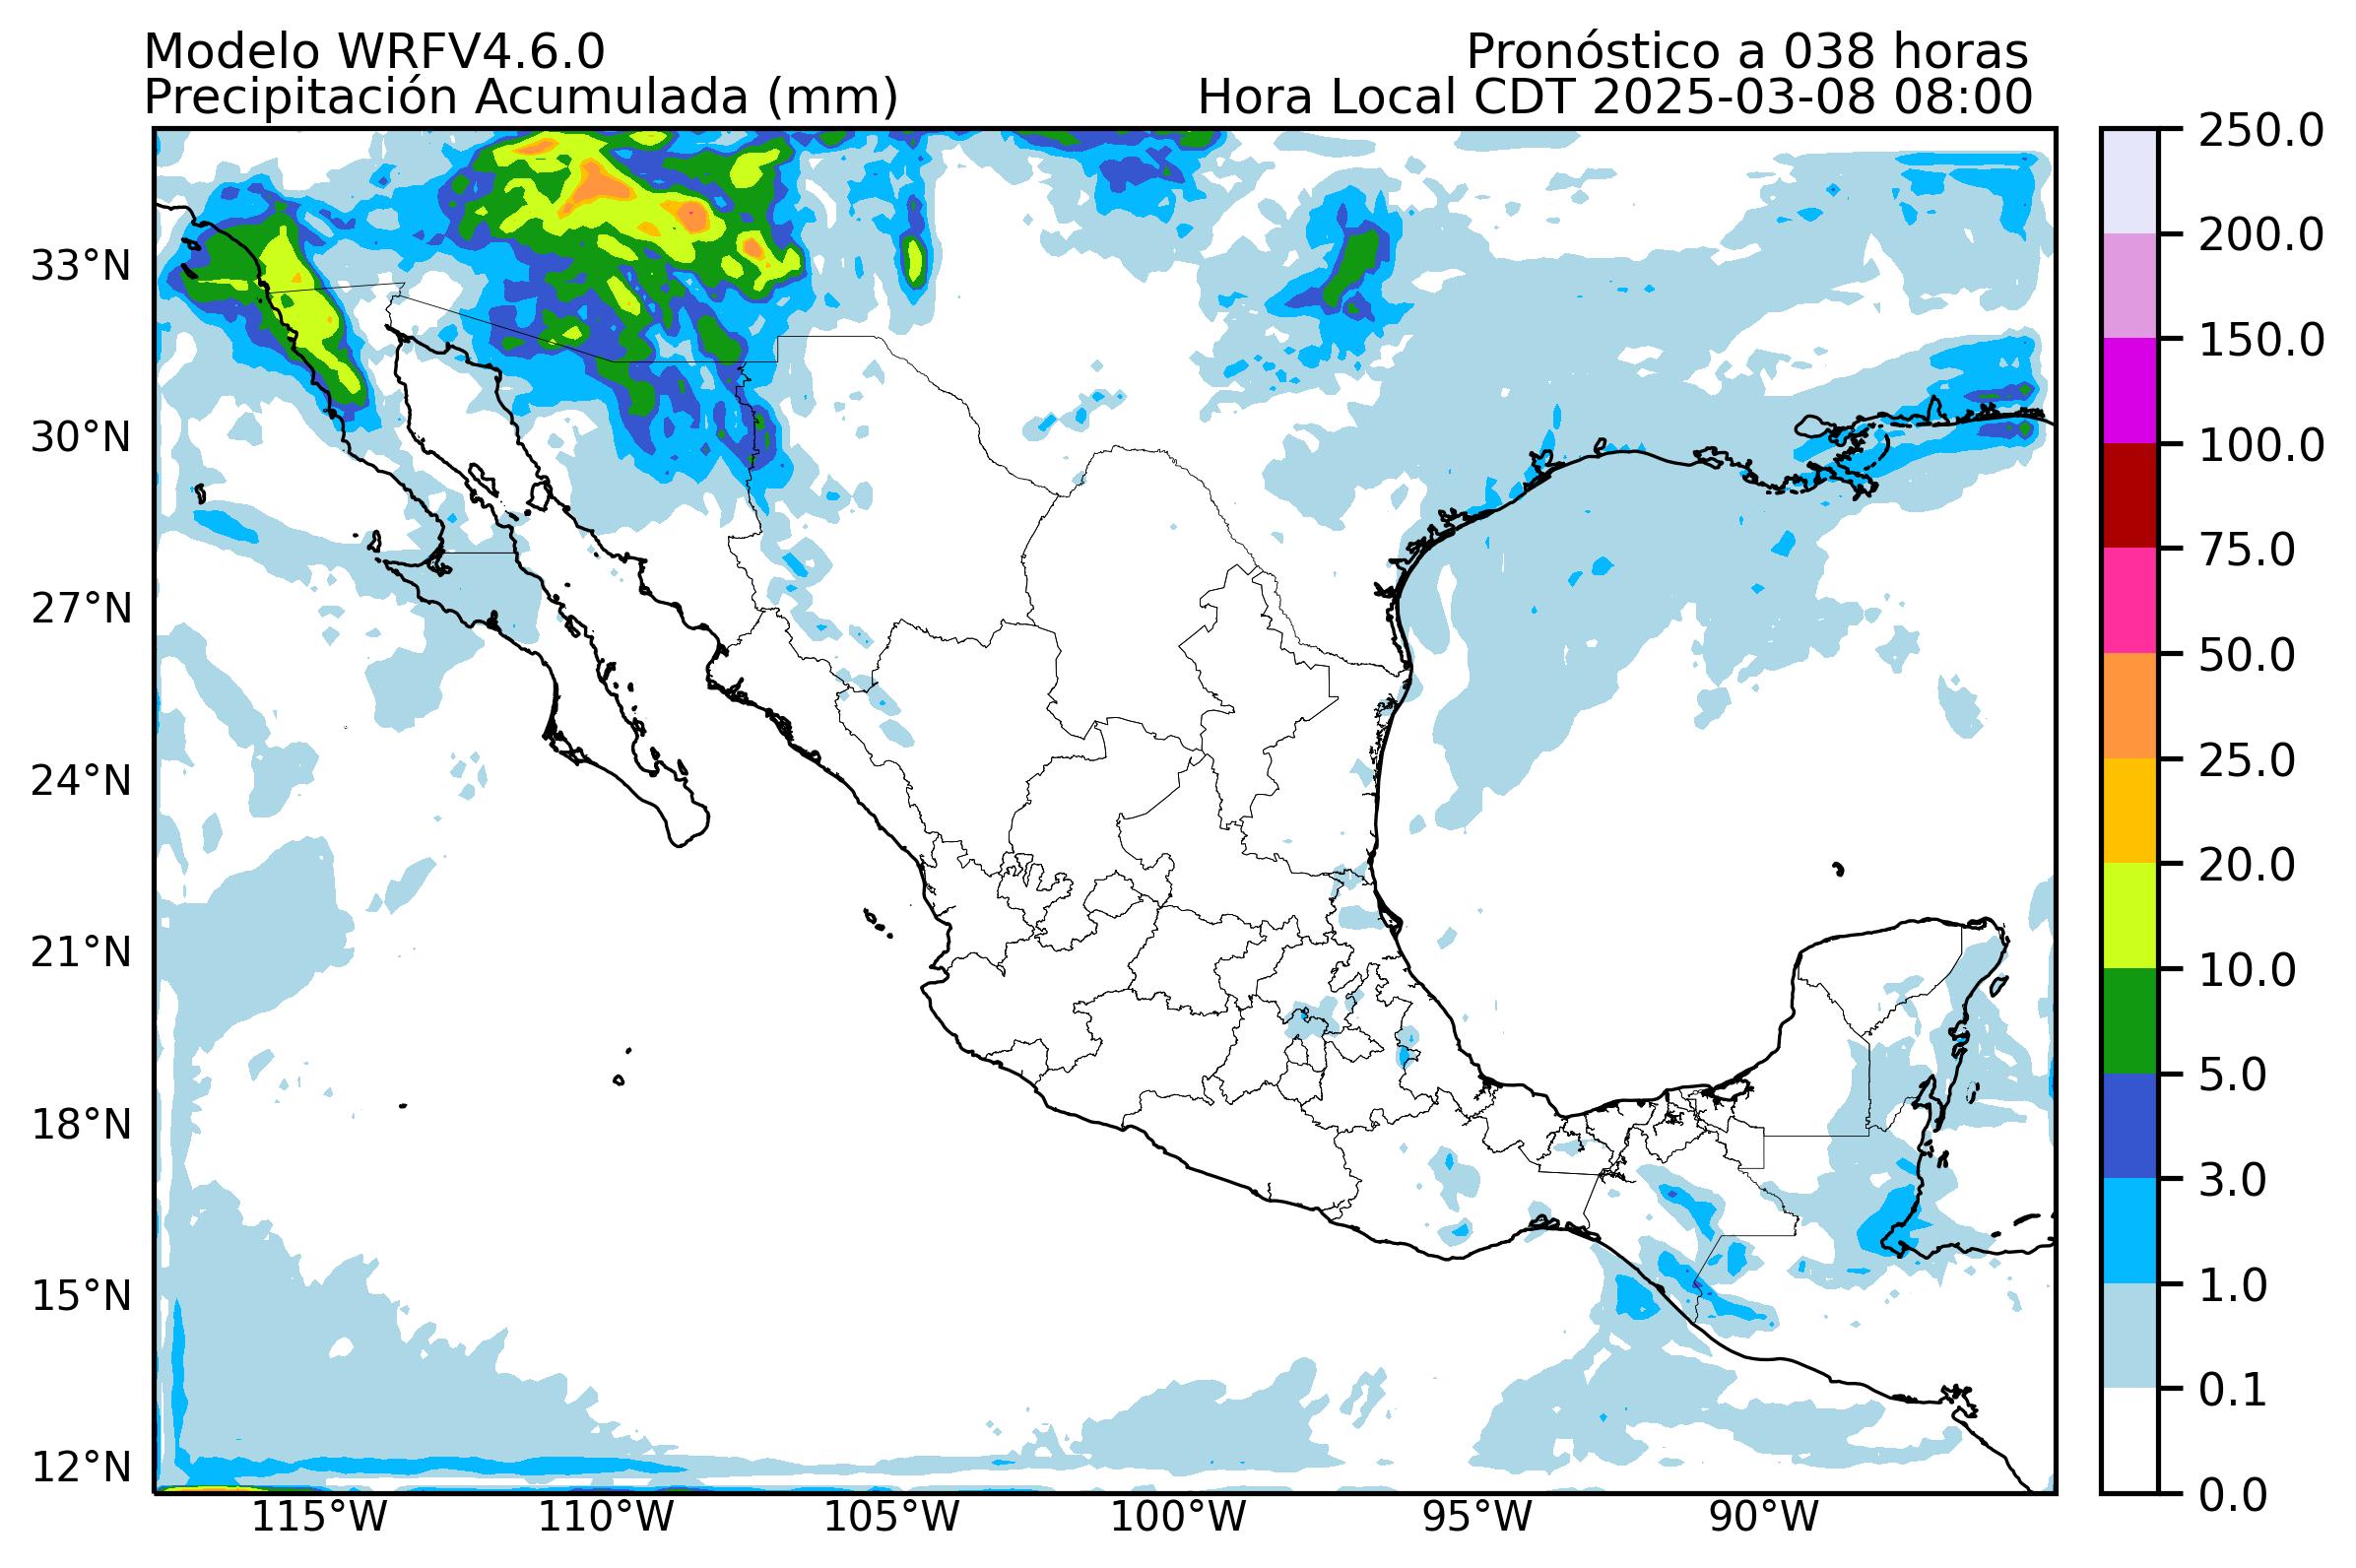 Modelo WRFV4.6.0
Pronóstico a 038 horas
Precipitación Acumulada (mm)
Hora Local CDT 2025-03-08 08:00
33°N
30°N
27°N
24°N
21°N
18°N
15°N
12°N
115°W
110°W
105°W
100°W
95°W
90°W
250.0
200.0
150.0
100.0
75.0
50.0
25.0
20.0
10.0
5.0
3.0
1.0
0.1
0.0